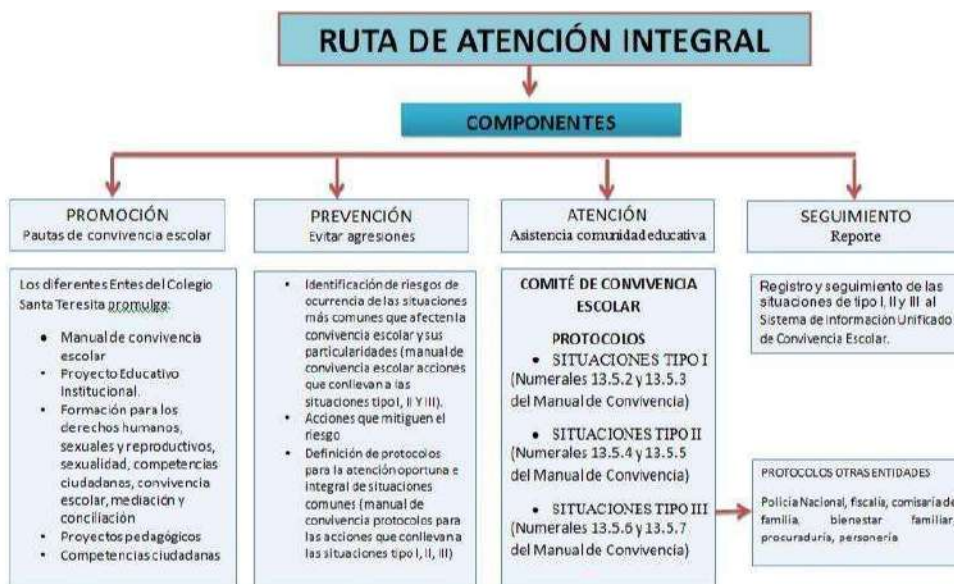 RUTA DE ATENCIÓN INTEGRAL
COMPONENTES
PROMOCIÓN
Pautas de convivencia escolar
Los diferentes Entes del Colegio
Santa Teresita promulga:
● Manual de convivencia
escolar
• Proyecto Educativo
Institucional.
• Formación para los
derechos humanos,
sexuales y reproductivos,
sexualidad, competencias
ciudadanas, convivencia
escolar, mediación y
conciliación
• Proyectos pedagógicos
• Competencias ciudadanas
PREVENCIÓN
Evitar agresiones
• Identificación de riesgos de
ocurrencia de las situaciones
más comunes que afecten la
convivencia escolar y sus
particularidades (manual de
convivencia escolar acciones
que conllevan a las
situaciones tipo I, II Y III).
• Acciones que mitiguen el
riesgo
• Definición de protocolos
para la atención oportuna e
integral de situaciones
comunes (manual de
convivencia protocolos para
las acciones que conllevan a
las situaciones tipo I, II, III)
ATENCIÓN
Asistencia comunidad educativa
COMITÉ DE CONVIVENCIA
ESCOLAR
PROTOCOLOS
• SITUACIONES TIPO I
(Numerales 13.5.2 y 13.5.3
del Manual de Convivencia)
• SITUACIONES TIPO II
(Numerales 13.5.4 y 13.5.5
del Manual de Convivencia)
• SITUACIONES TIPO III
(Numerales 13.5.6 y 13.5.7
del Manual de Convivencia)
SEGUIMIENTO
Reporte
Registro y seguimiento de las
situaciones de tipo I, II y III al
Sistema de Información Unificado
de Convivencia Escolar.
PROTOCOLOS OTRAS ENTIDADES
Policía Nacional, fiscalía, comisaria de
familia, bienestar familiar,
procuraduría, personería